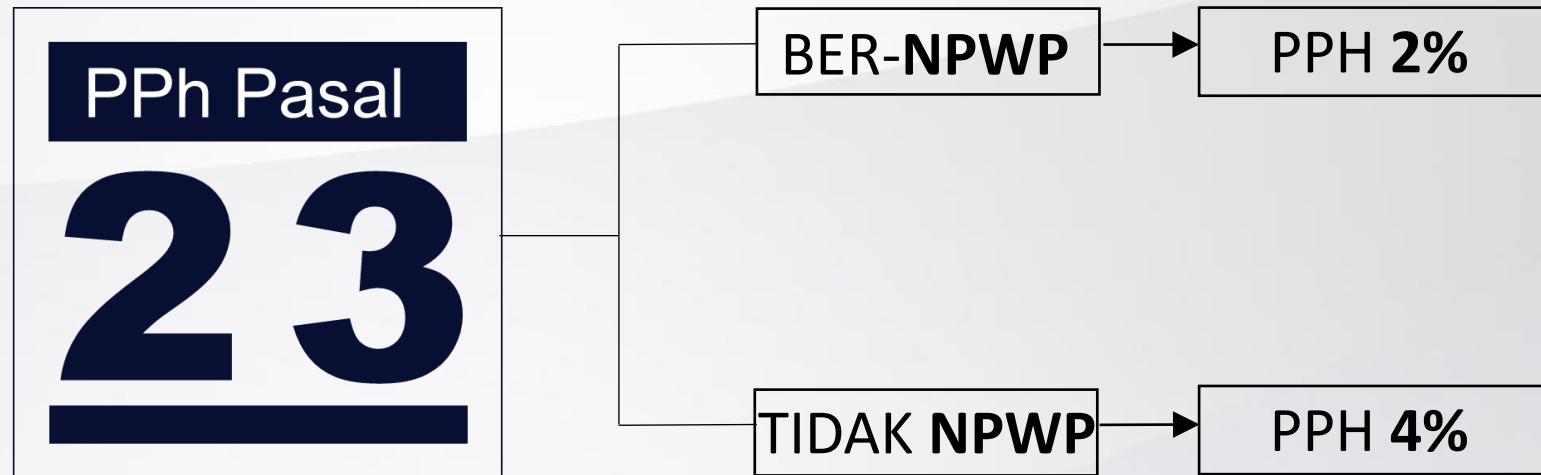 PPh Pasal
23
BER-NPWP
PPH 2%
TIDAK NPWP
PPH 4%